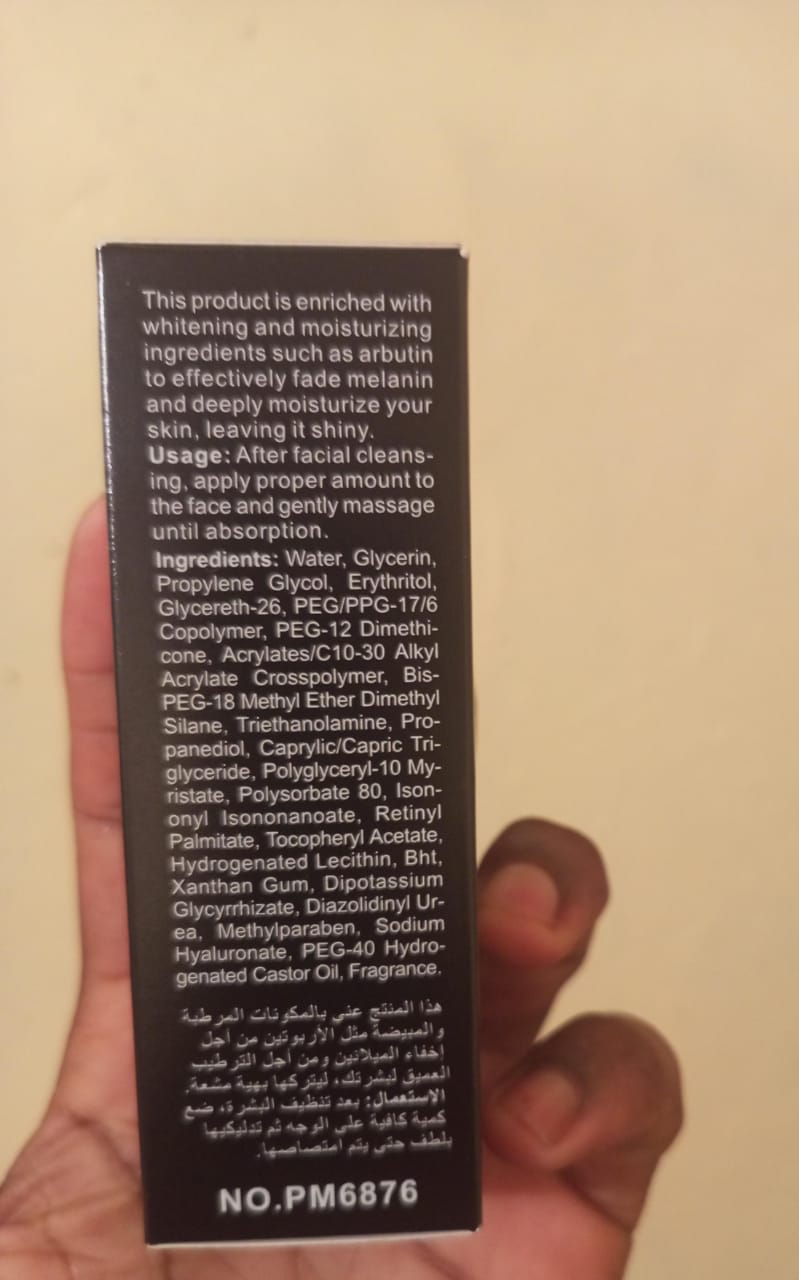 This product is enriched with
whitening and moisturizing
ingredients such as arbutin
to effectively fade melanin
and deeply moisturize your
skin, leaving it shiny.
Usage: After facial cleans-
ing, apply proper amount to
the face and gently massage
until absorption.
Ingredients: Water, Glycerin,
Propylene Glycol, Erythritol,
Glycereth-26, PEG/PPG-17/6
Copolymer, PEG-12 Dimethi-
cone, Acrylates/C10-30 Alkyl
Acrylate Crosspolymer, Bis-
PEG-18 Methyl Ether Dimethyl
Silane, Triethanolamine, Pro-
panediol, Caprylic/Capric Tri-
glyceride, Polyglyceryl-10 My-
ristate, Polysorbate 80, Ison-
onyl Isononanoate, Retinyl
Palmitate, Tocopheryl Acetate,
Hydrogenated Lecithin, Bht,
Xanthan Gum, Dipotassium
Glycyrrhizate, Diazolidinyl Ur-
ea, Methylparaben, Sodium
Hyaluronate, PEG-40 Hydro-
genated Castor Oil, Fragrance.
هذا المنتج غني بالمكونات المرطبة
والمبيضة مثل الأربوتين من أجل
إخفاء الميلانين ومن أجل الترطيب
العميق لبشرتك، ليتركها بهية مشعة.
الإستعمال: بعد تنظيف البشرة، ضع
كمية كافية على الوجه ثم تدليكها
بلطف حتى يتم امتصاصها.
NO.PM6876